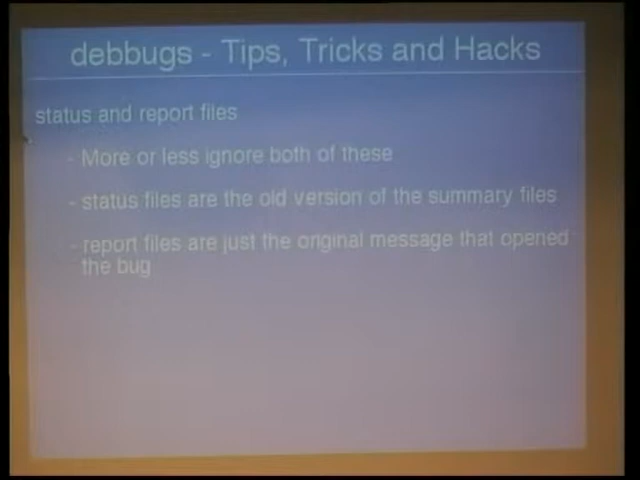 debbugs - Tips, Tricks and Hacks
status and report files
- More or less ignore both of these
- status files are the old version of the summary files
- report files are just the original message that opened
the bug